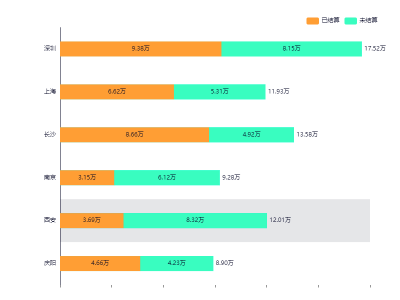 已结算 未结算
深圳 9.38万 8.15万 17.52万
上海 6.62万 5.31万 11.93万
长沙 8.66万 4.92万 13.58万
南京 3.15万 6.12万 9.28万
西安 3.69万 8.32万 12.01万
庆阳 4.66万 4.23万 8.90万